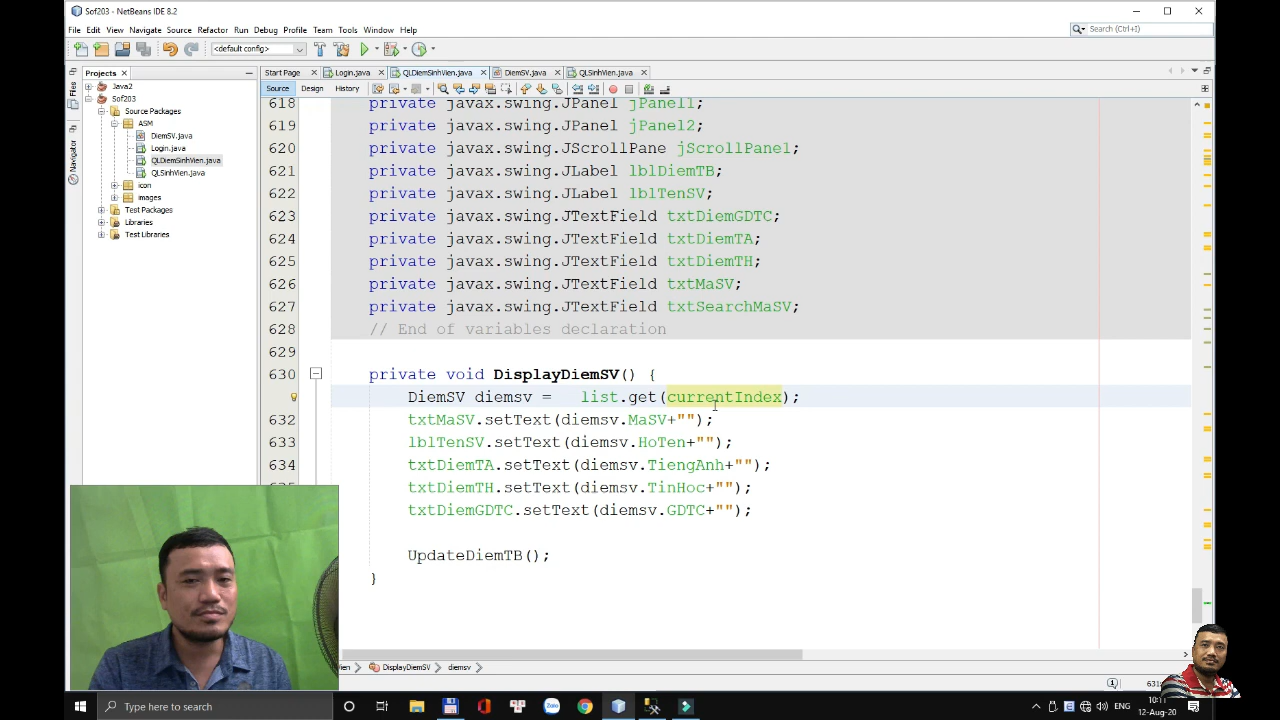 Sof203 - NetBeans IDE 8.2
File Edit View Navigate Source Refactor Run Debug Profile Team Tools Window Help
Search (Ctrl+I)
<default config>
Projects
Start Page Login.java QLDiemSinhVien.java DiemSV.java QLSinhVien.java
Source Design History
Files
Navigator
Java2
Sof203
Source Packages
ASM
DiemSV.java
Login.java
QLDiemSinhVien.java
QLSinhVien.java
icon
images
Test Packages
Libraries
Test Libraries
618 private javax.swing.JPanel jPanel1;
619 private javax.swing.JPanel jPanel2;
620 private javax.swing.JScrollPane jScrollPane1;
621 private javax.swing.JLabel lblDiemTB;
622 private javax.swing.JLabel lblTenSV;
623 private javax.swing.JTextField txtDiemGDTC;
624 private javax.swing.JTextField txtDiemTA;
625 private javax.swing.JTextField txtDiemTH;
626 private javax.swing.JTextField txtMaSV;
627 private javax.swing.JTextField txtSearchMaSV;
628 // End of variables declaration
629
630 private void DisplayDiemSV() {
DiemSV diemsv = list.get(currentIndex);
632 txtMaSV.setText(diemsv.MaSV+"");
633 lblTenSV.setText(diemsv.HoTen+"");
634 txtDiemTA.setText(diemsv.TiengAnh+"");
txtDiemTH.setText(diemsv.TinHoc+"");
txtDiemGDTC.setText(diemsv.GDTC+"");
UpdateDiemTB();
}
DisplayDiemSV diemsv
Type here to search
Zalo
ENG
10:11
12-Aug-20